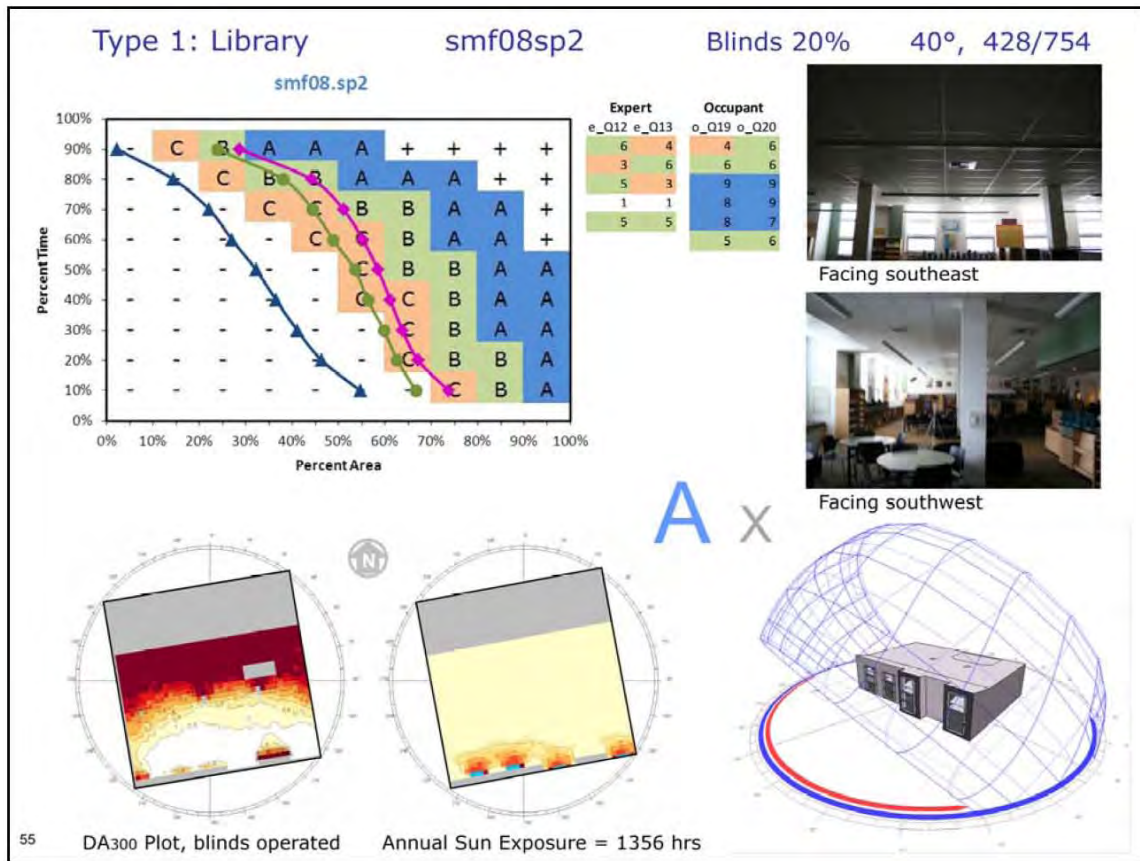 Type 1: Library smf08sp2 Blinds 20% 40°, 428/754
smf08.sp2
Percent Time
100%
90% - C B A A A + + + +
80% - - C B B A A A + +
70% - - - C C B B A A +
60% - - - - C C B A A +
50% - - - - - C B B A A
40% - - - - - C C B A A
30% - - - - - - C B A A
20% - - - - - - C B B A
10% - - - - - - - C B A
0%
0% 10% 20% 30% 40% 50% 60% 70% 80% 90% 100%
Percent Area
Expert Occupant
e_Q12 e_Q13 o_Q19 o_Q20
6 4 4 6
3 6 6 6
5 3 9 9
1 1 8 9
5 5 8 7
5 6
Facing southeast
Facing southwest
A x
N
55 DA300 Plot, blinds operated Annual Sun Exposure = 1356 hrs